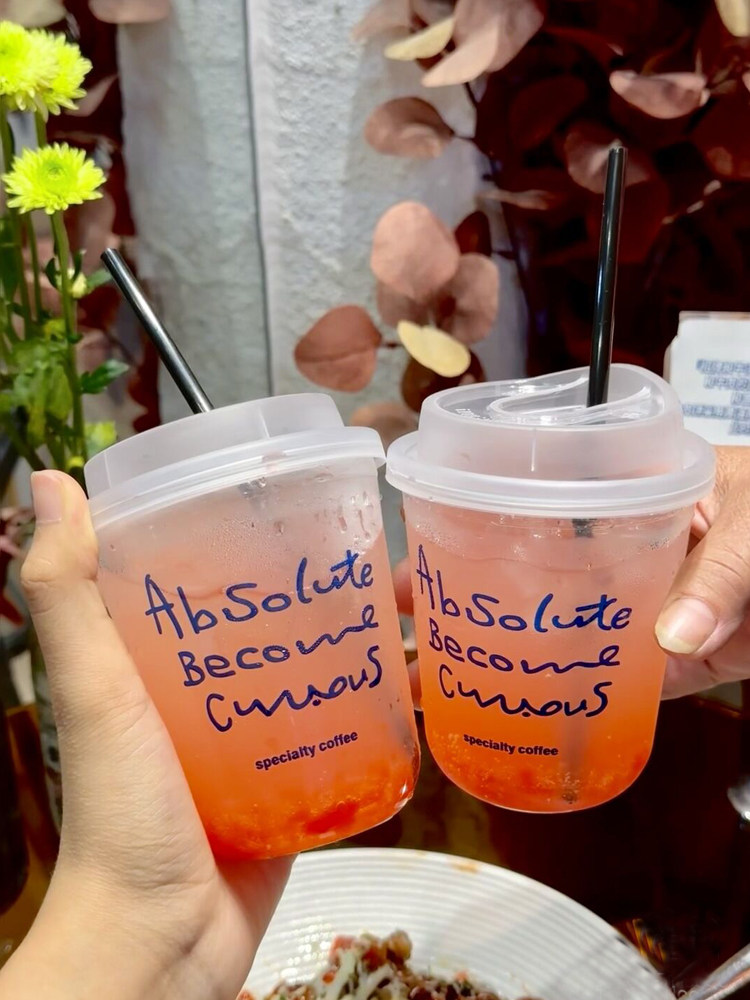 Absolute
Become
Curious
specialty coffee
Absolute
Become
Curious
specialty coffee